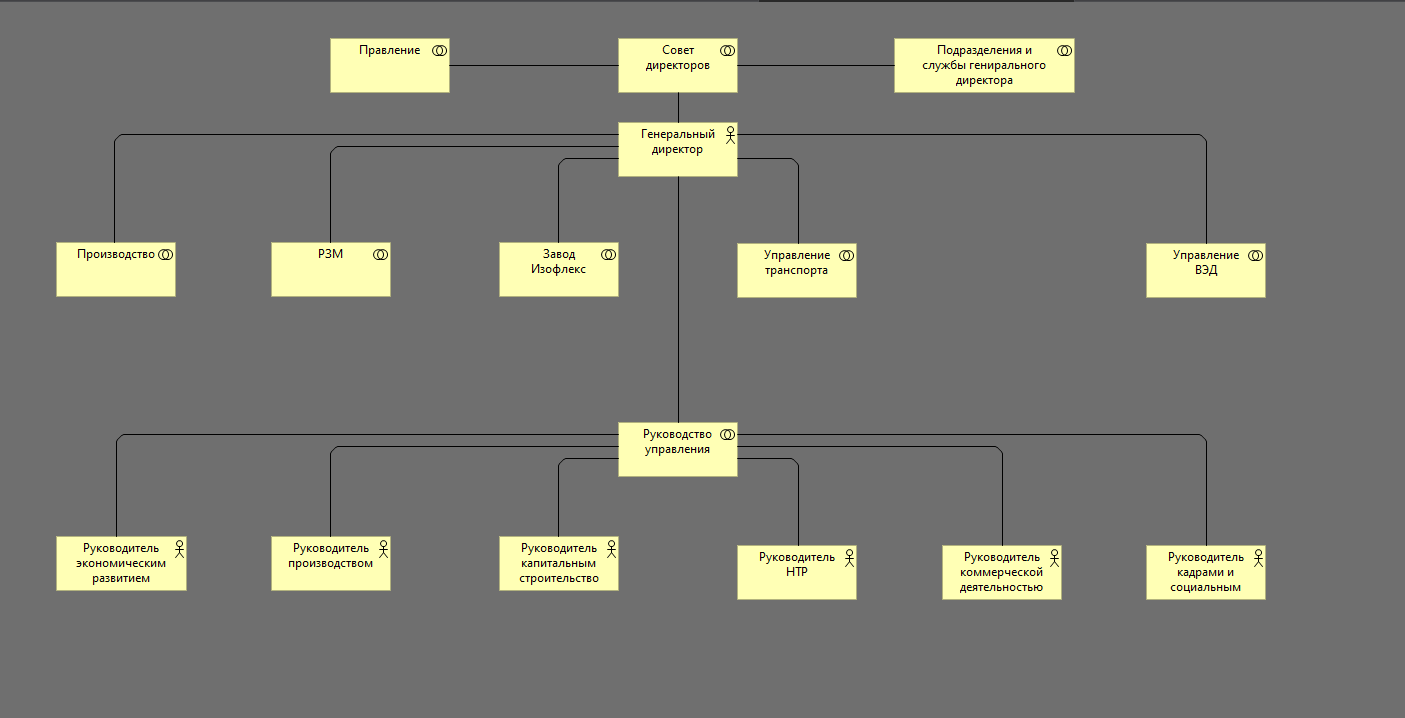 Правление
Совет
директоров
Подразделения и
службы генирального
директора
Генеральный
директор
Производство
РЗМ
Завод
Изофлекс
Управление
транспорта
Управление
ВЭД
Руководство
управления
Руководитель
экономическим
развитием
Руководитель
производством
Руководитель
капитальным
строительство
Руководитель
НТР
Руководитель
коммерческой
деятельностью
Руководитель
кадрами и
социальным